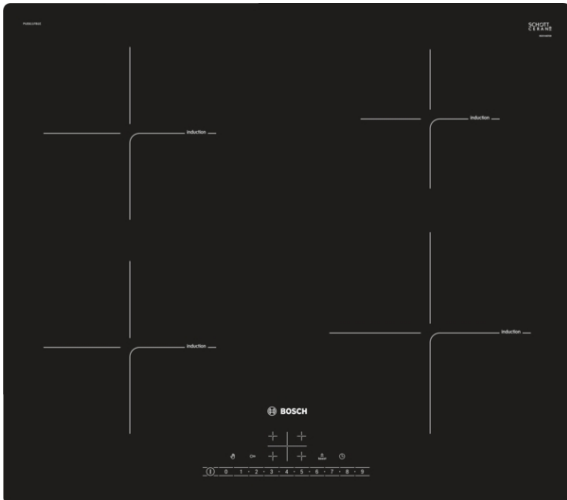 SCHOTT
CERAN®
induction
induction
induction
induction
BOSCH
0 1 · 2 · 3 · 4 · 5 · 6 · 7 · 8 · 9